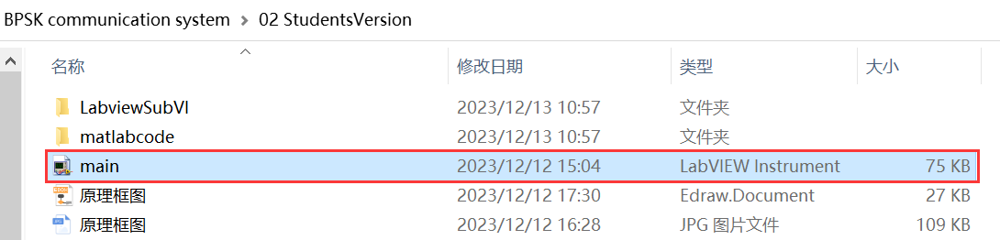 BPSK communication system > 02 StudentsVersion
名称 修改日期 类型 大小
LabviewSubVI 2023/12/13 10:57 文件夹
matlabcode 2023/12/13 10:57 文件夹
main 2023/12/12 15:04 LabVIEW Instrument 75 KB
原理框图 2023/12/12 17:30 Edraw.Document 27 KB
原理框图 2023/12/12 16:28 JPG 图片文件 109 KB